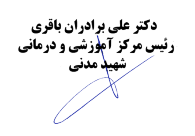 دکتر علی برادران باقری
رئیس مرکز آموزشی و درمانی
شهید مدنی